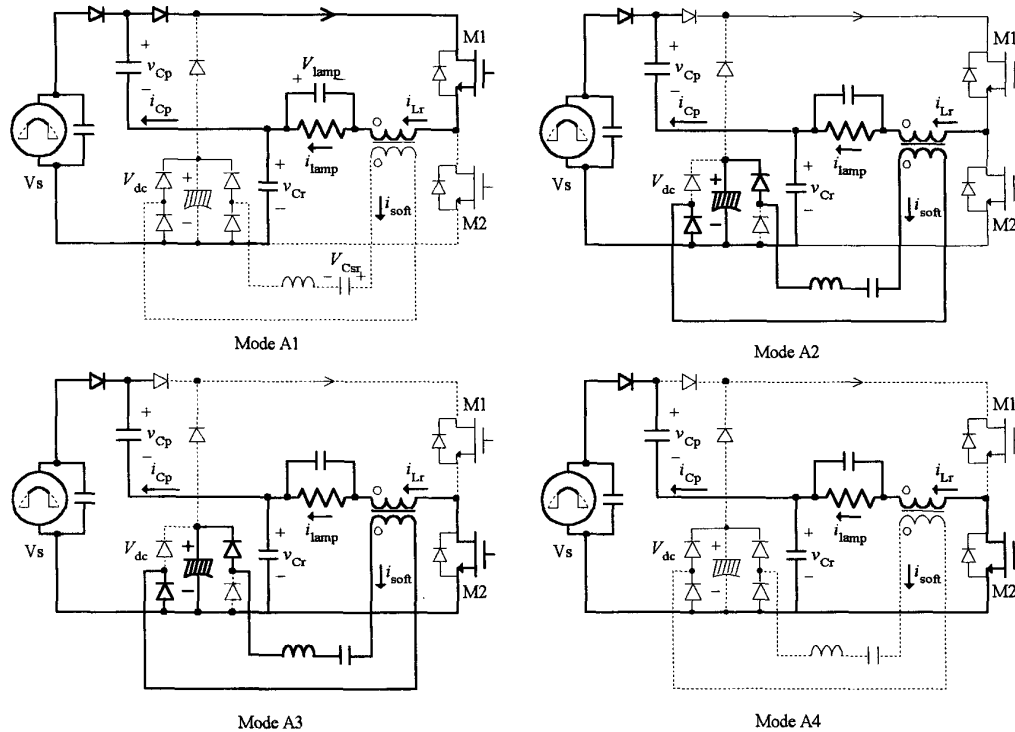 M1
+
v_Cp
−
i_Cp
V_lamp
+ −
i_Lr
o
i_lamp
o
Vs
V_dc
+
−
+
v_Cr
−
i_soft
M2
− V_Csr +
Mode A1
M1
+
v_Cp
−
i_Cp
i_Lr
o
i_lamp
o
Vs
V_dc
+
−
+
v_Cr
−
i_soft
M2
Mode A2
M1
+
v_Cp
−
i_Cp
i_Lr
o
i_lamp
o
Vs
V_dc
+
−
+
v_Cr
−
i_soft
M2
Mode A3
M1
+
v_Cp
−
i_Cp
i_Lr
o
i_lamp
o
Vs
V_dc
+
−
+
v_Cr
−
i_soft
M2
Mode A4